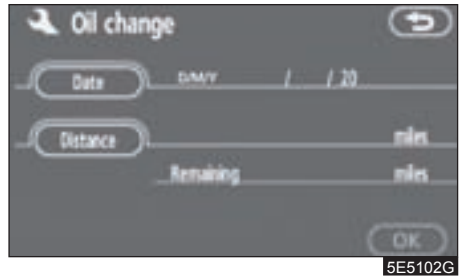 Oil change
Date D/M/Y / / 20
Distance miles
Remaining miles
OK
5E5102G